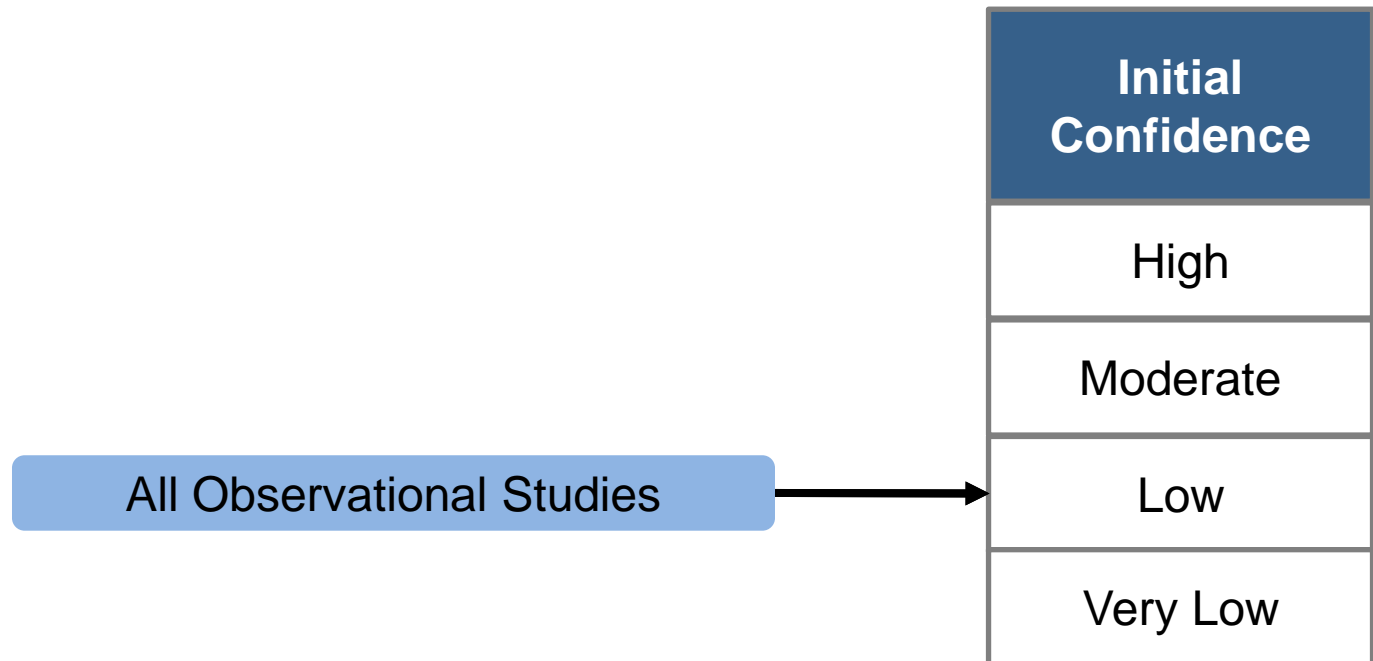 Initial
Confidence
High
Moderate
All Observational Studies
Low
Very Low